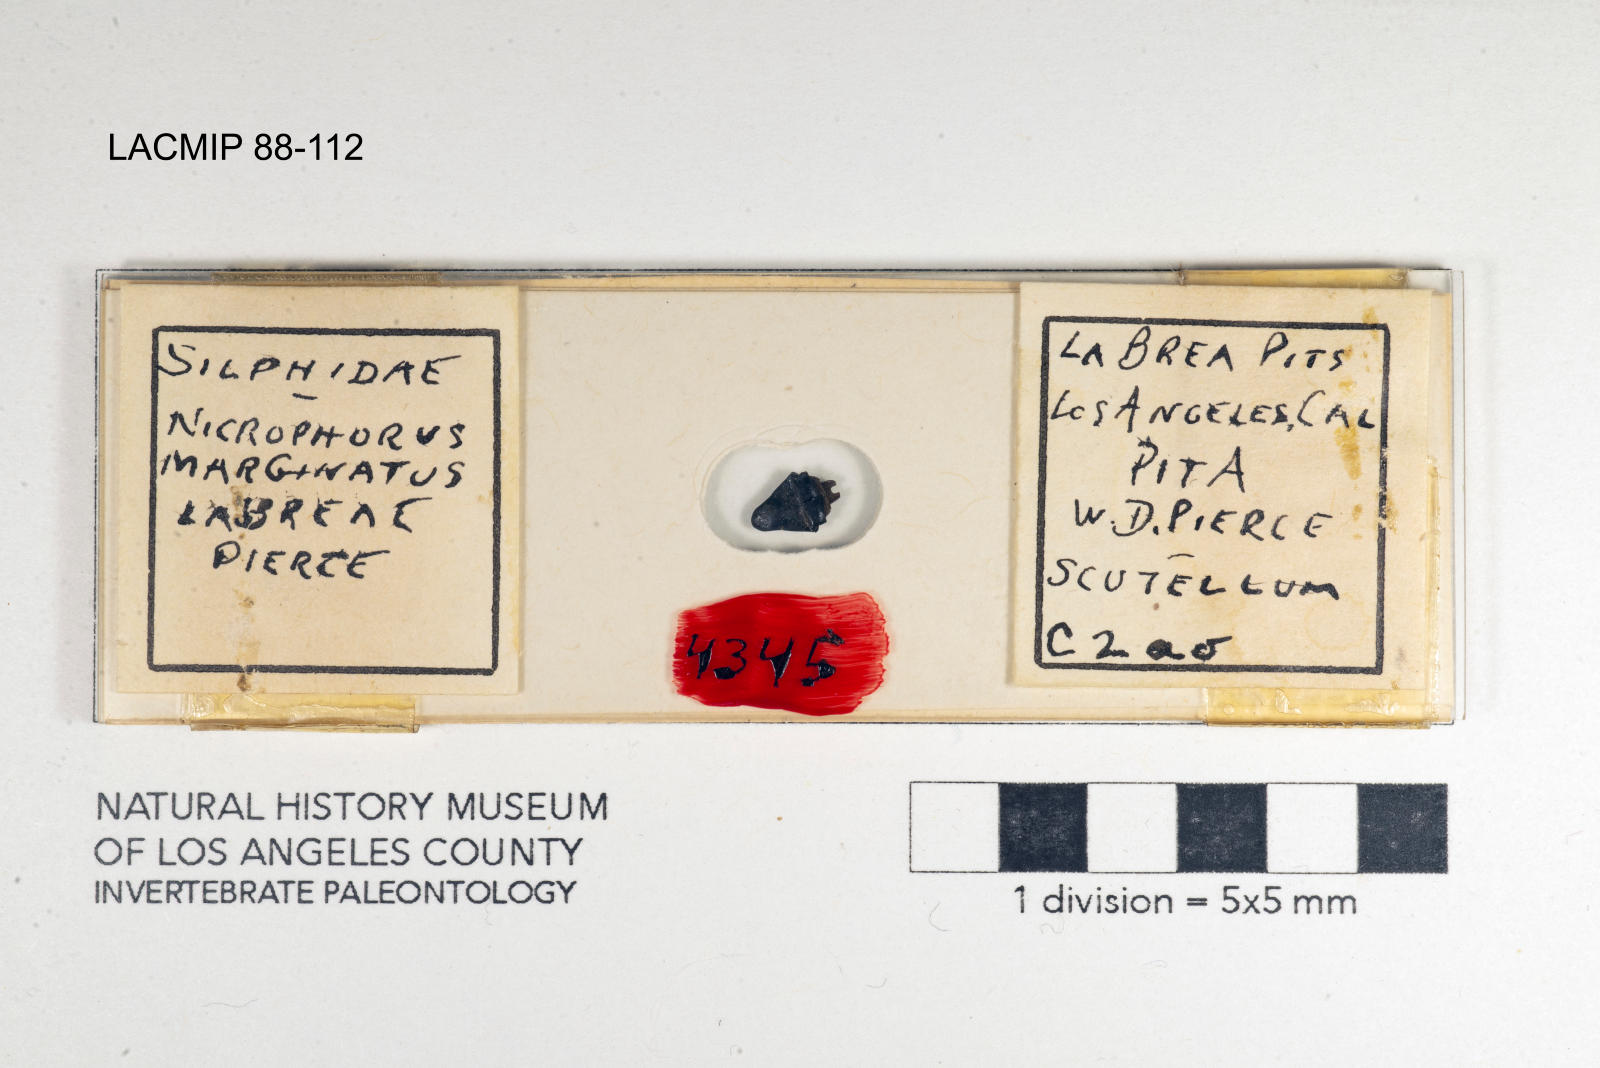 LACMIP 88-112
SILPHIDAE
NICROPHORUS
MARGINATUS
LABREAE
PIERCE
LA BREA PITS
LOS ANGELES, CAL
PIT A
W. D. PIERCE
SCUTELLUM
C 2 a o
4345
NATURAL HISTORY MUSEUM
OF LOS ANGELES COUNTY
INVERTEBRATE PALEONTOLOGY
1 division = 5x5 mm